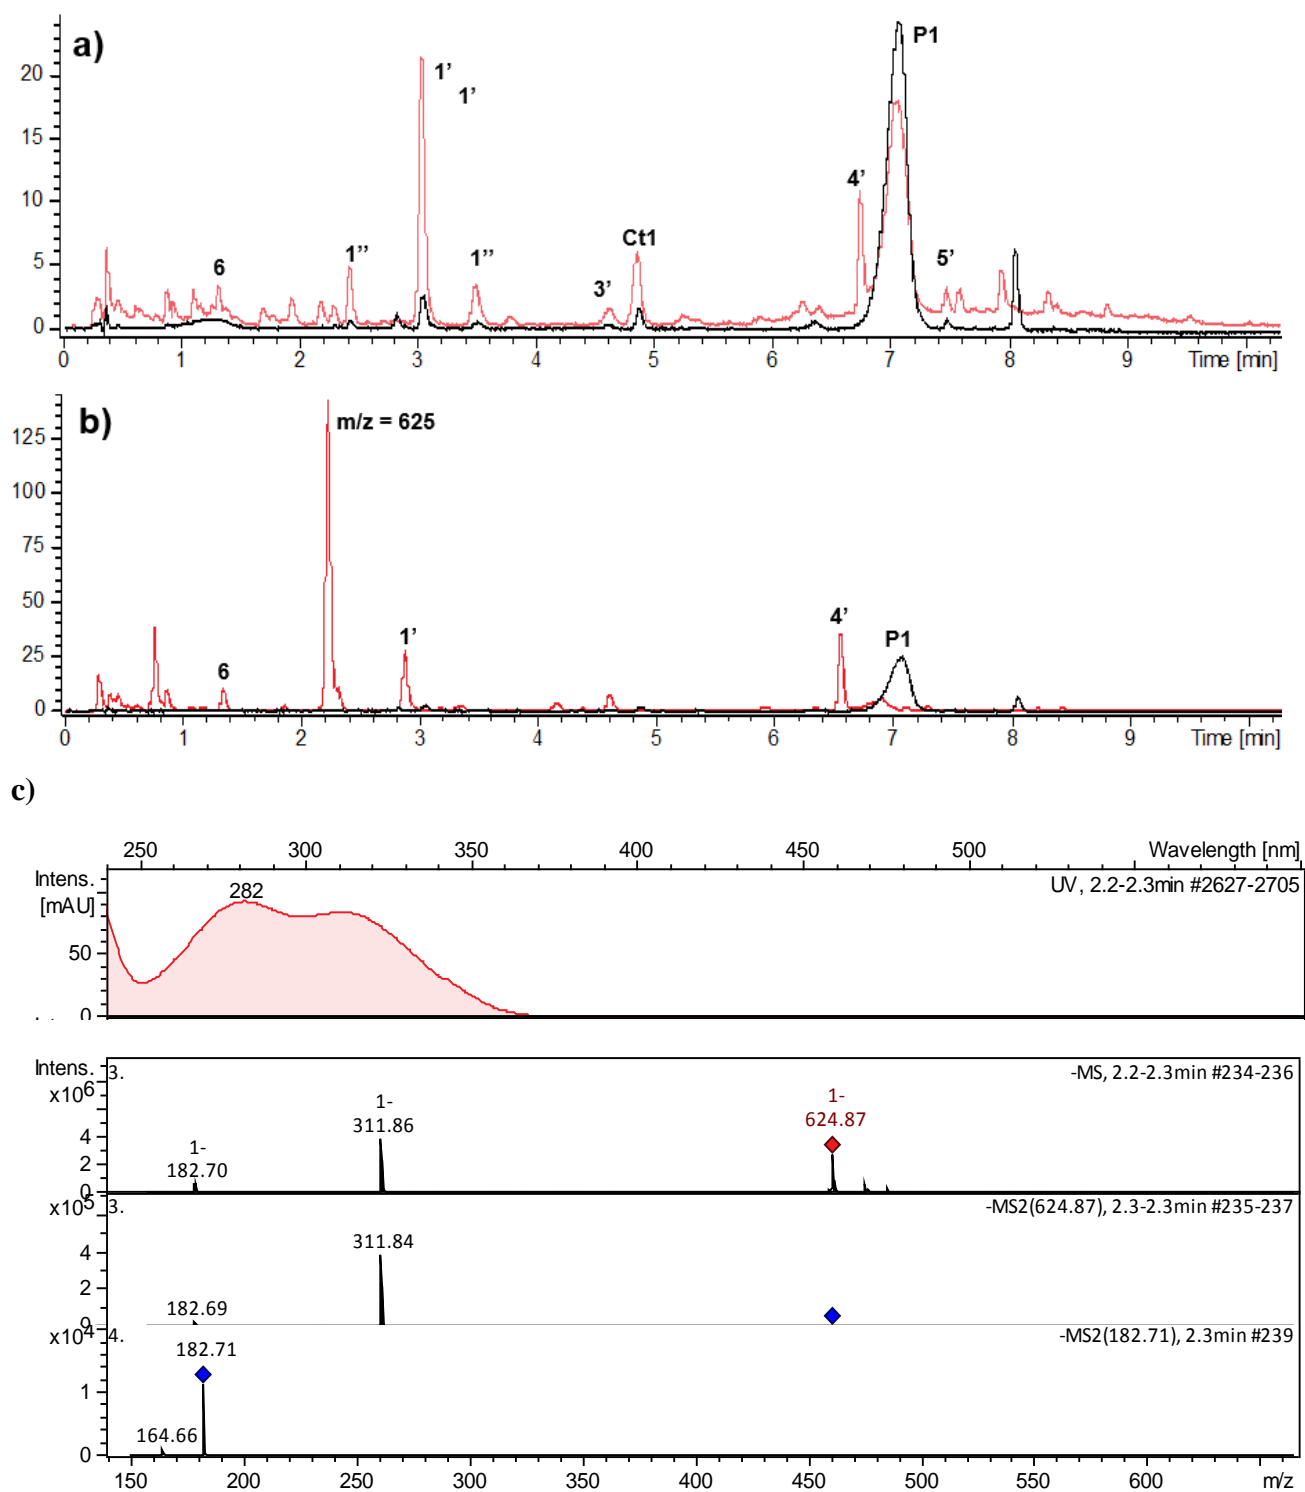 a)
P1
1’
1’
4’
Ct1
1’’
1’’
6
3’
5’
20
15
10
5
0
0 1 2 3 4 5 6 7 8 9 Time [min]
b)
m/z = 625
125
100
75
50
25
0
6
1’
4’
P1
0 1 2 3 4 5 6 7 8 9 Time [min]
c)
250 300 350 400 450 500 Wavelength [nm]
Intens.
[mAU]
282
UV, 2.2-2.3min #2627-2705
50
0
Intens.
x10⁶
3.
-MS, 2.2-2.3min #234-236
1-
182.70
1-
311.86
1-
624.87
4
2
0
x10⁵ 3.
-MS2(624.87), 2.3-2.3min #235-237
311.84
182.69
4
2
0
x10⁴ 4.
-MS2(182.71), 2.3min #239
182.71
164.66
1
0
150 200 250 300 350 400 450 500 550 600 m/z